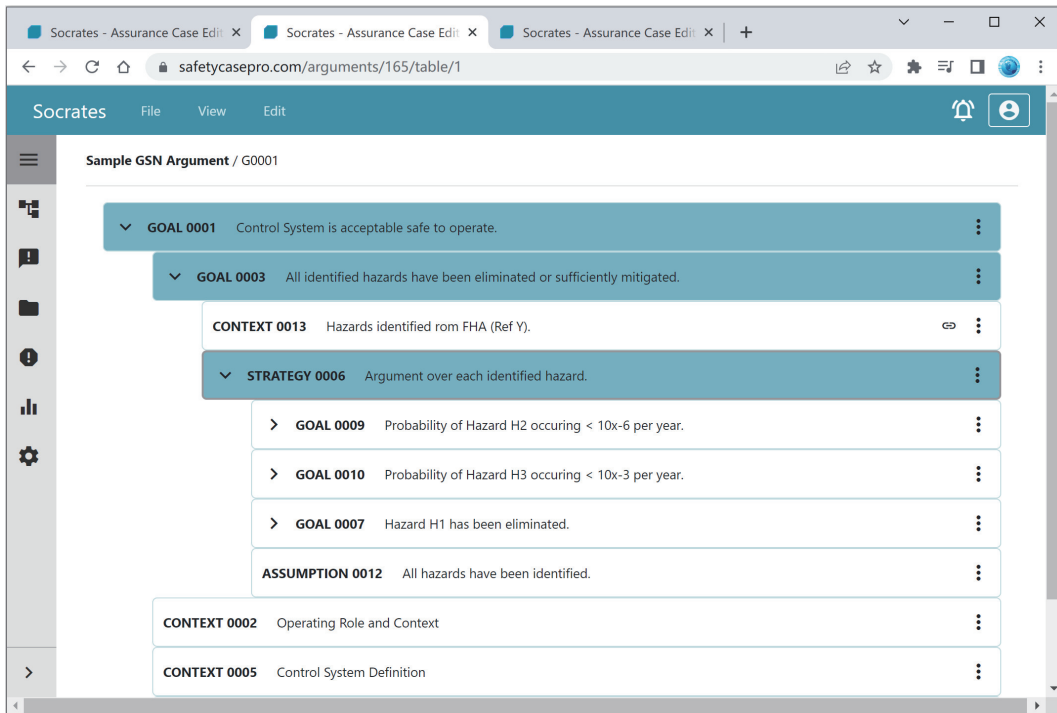 Socrates - Assurance Case Edit
Socrates - Assurance Case Edit
Socrates - Assurance Case Edit
safetycasepro.com/arguments/165/table/1
Socrates File View Edit
Sample GSN Argument / G0001
GOAL 0001 Control System is acceptable safe to operate.
GOAL 0003 All identified hazards have been eliminated or sufficiently mitigated.
CONTEXT 0013 Hazards identified rom FHA (Ref Y).
STRATEGY 0006 Argument over each identified hazard.
GOAL 0009 Probability of Hazard H2 occuring < 10x-6 per year.
GOAL 0010 Probability of Hazard H3 occuring < 10x-3 per year.
GOAL 0007 Hazard H1 has been eliminated.
ASSUMPTION 0012 All hazards have been identified.
CONTEXT 0002 Operating Role and Context
CONTEXT 0005 Control System Definition